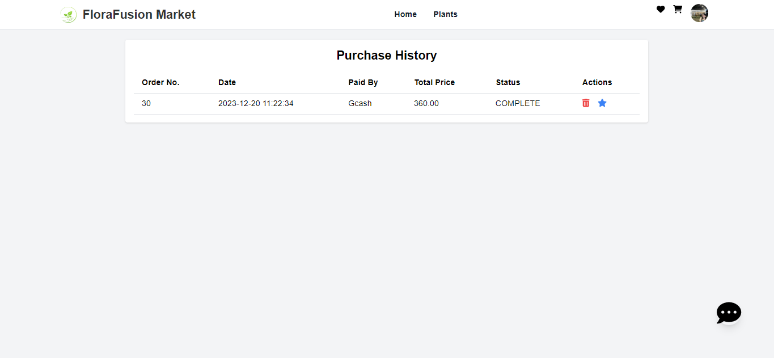 FloraFusion Market Home Plants
Purchase History
Order No. Date Paid By Total Price Status Actions
30 2023-12-20 11:22:34 Gcash 360.00 COMPLETE